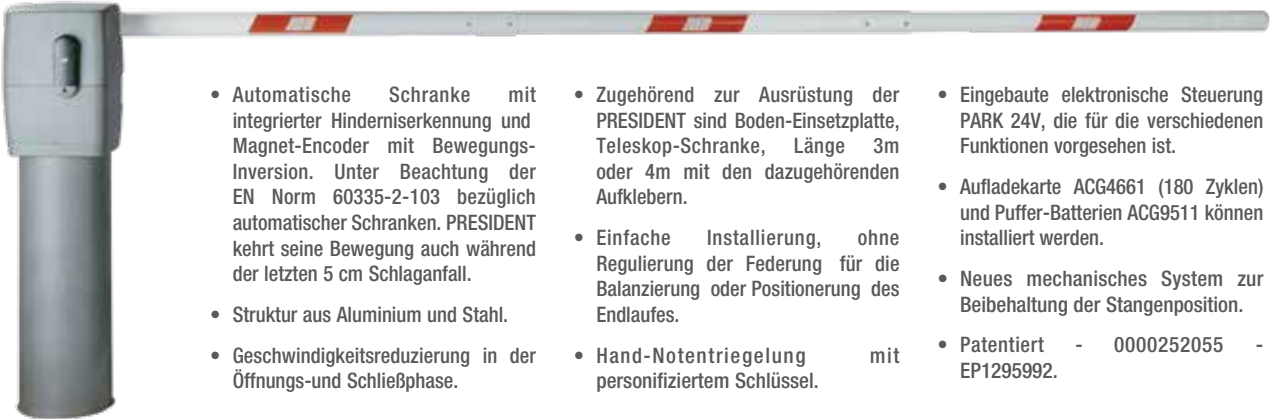 • Automatische Schranke mit
integrierter Hinderniserkennung und
Magnet-Encoder mit Bewegungs-
Inversion. Unter Beachtung der
EN Norm 60335-2-103 bezüglich
automatischer Schranken. PRESIDENT
kehrt seine Bewegung auch während
der letzten 5 cm Schlaganfall.
• Struktur aus Aluminium und Stahl.
• Geschwindigkeitsreduzierung in der
Öffnungs-und Schließphase.
• Zugehörend zur Ausrüstung der
PRESIDENT sind Boden-Einsetzplatte,
Teleskop-Schranke, Länge 3m
oder 4m mit den dazugehörenden
Aufklebern.
• Einfache Installierung, ohne
Regulierung der Federung für die
Balanzierung oder Positionerung des
Endlaufes.
• Hand-Notentriegelung mit
personifiziertem Schlüssel.
• Eingebaute elektronische Steuerung
PARK 24V, die für die verschiedenen
Funktionen vorgesehen ist.
• Aufladekarte ACG4661 (180 Zyklen)
und Puffer-Batterien ACG9511 können
installiert werden.
• Neues mechanisches System zur
Beibehaltung der Stangenposition.
• Patentiert - 0000252055 -
EP1295992.